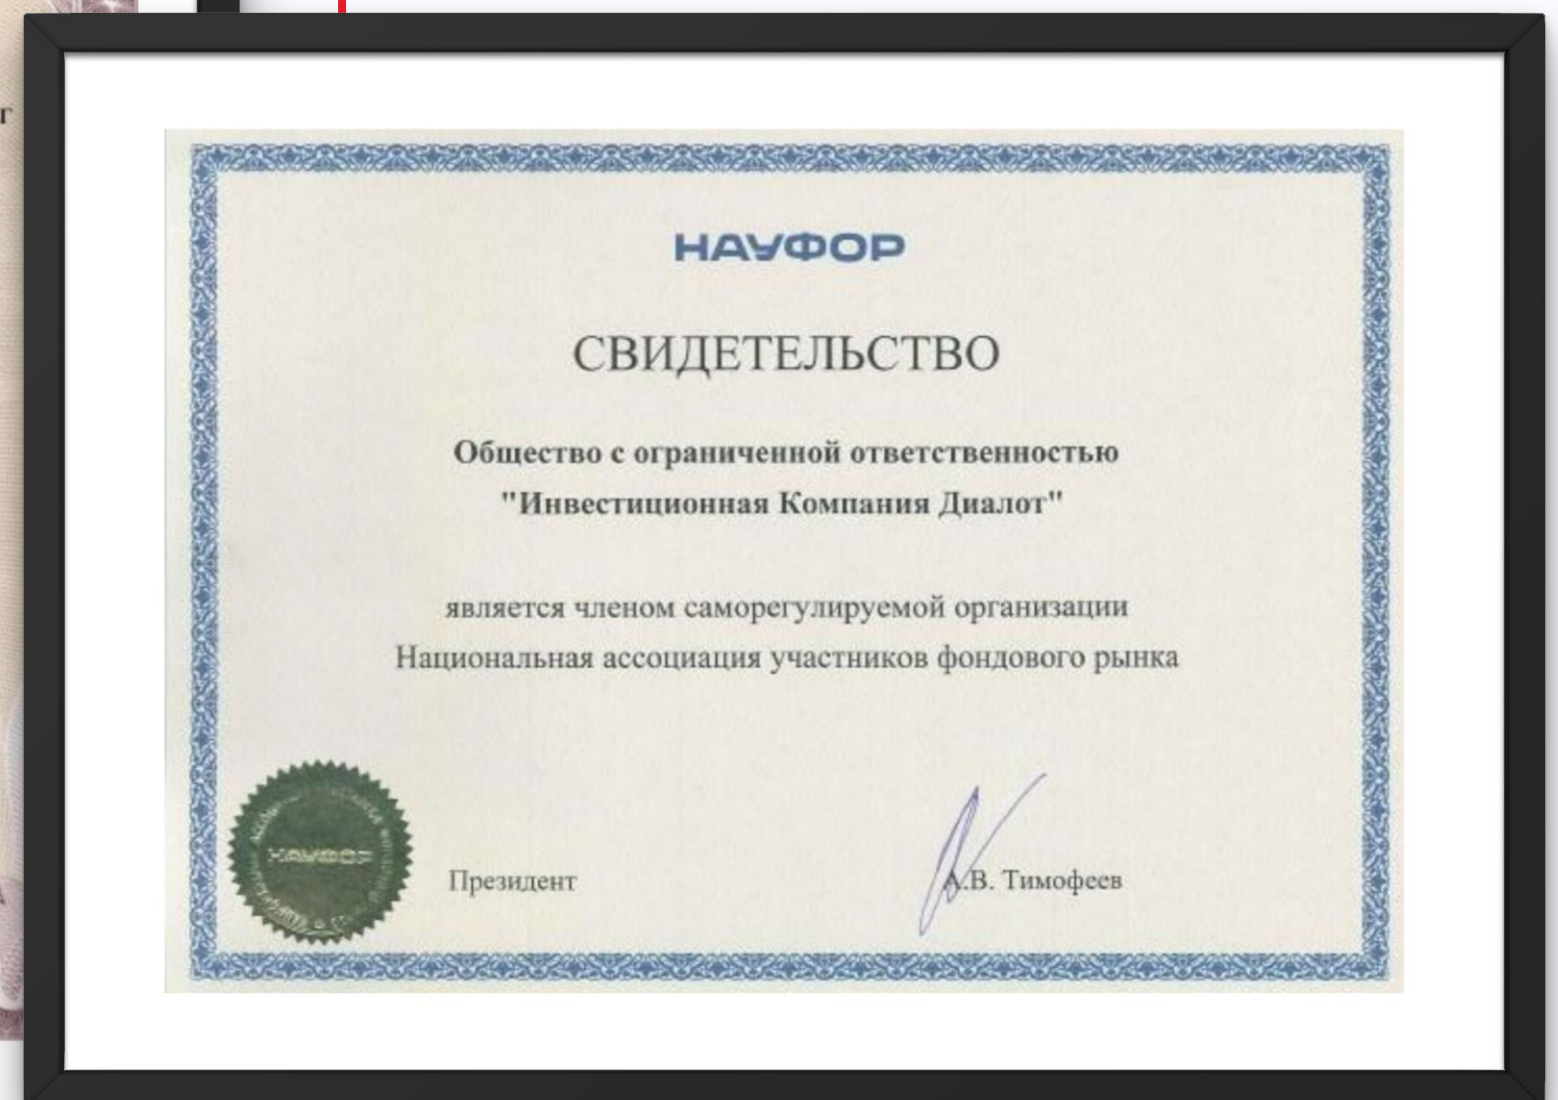 г
НАУФОР
СВИДЕТЕЛЬСТВО
Общество с ограниченной ответственностью
"Инвестиционная Компания Диалот"
является членом саморегулируемой организации
Национальная ассоциация участников фондового рынка
НАУФОР
Президент
А.В. Тимофеев